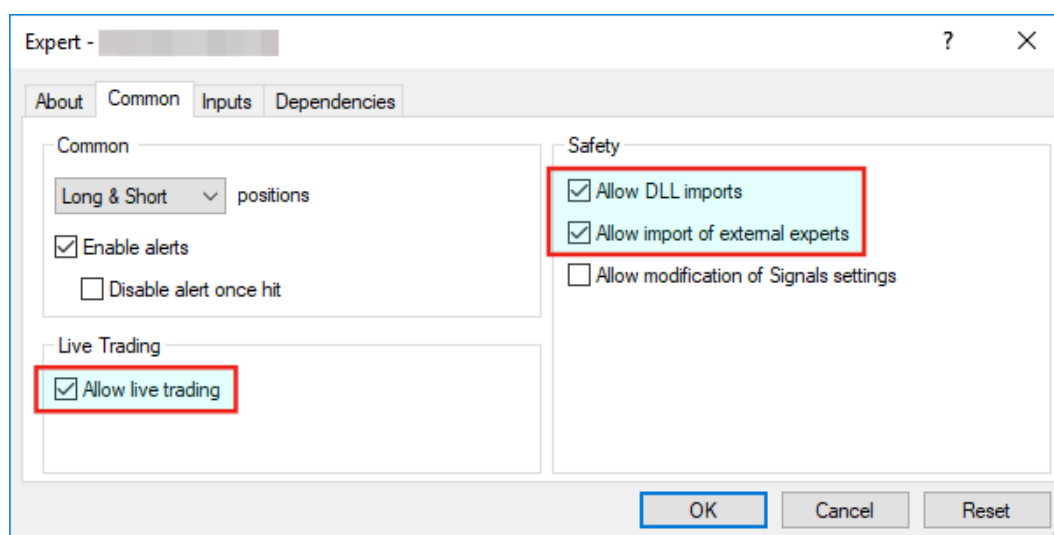 Expert -
?
About
Common
Inputs
Dependencies
Common
Long & Short
positions
Enable alerts
Disable alert once hit
Live Trading
Allow live trading
Safety
Allow DLL imports
Allow import of external experts
Allow modification of Signals settings
OK
Cancel
Reset